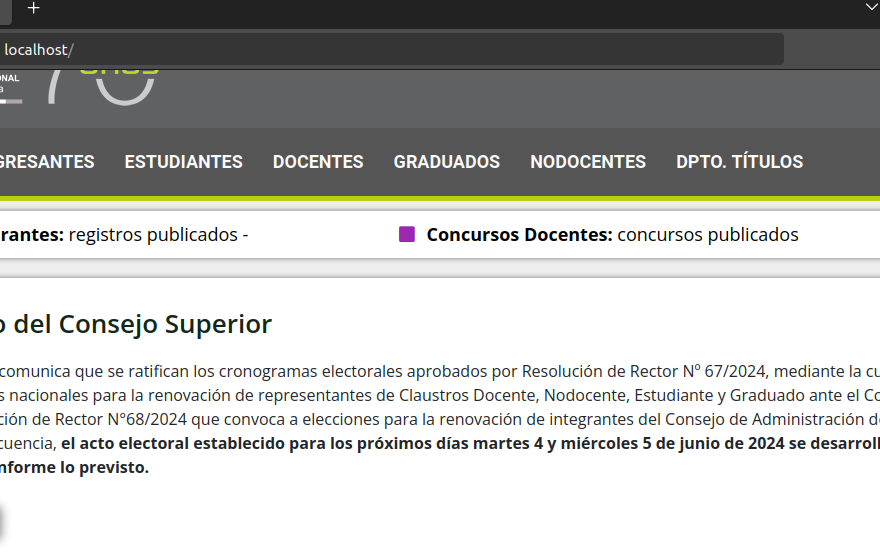 localhost/
ONAL
GRESANTES ESTUDIANTES DOCENTES GRADUADOS NODOCENTES DPTO. TÍTULOS
rantes: registros publicados - Concursos Docentes: concursos publicados
o del Consejo Superior
comunica que se ratifican los cronogramas electorales aprobados por Resolución de Rector Nº 67/2024, mediante la cu
s nacionales para la renovación de representantes de Claustros Docente, Nodocente, Estudiante y Graduado ante el Co
ción de Rector N°68/2024 que convoca a elecciones para la renovación de integrantes del Consejo de Administración de
cuencia, el acto electoral establecido para los próximos días martes 4 y miércoles 5 de junio de 2024 se desarroll
nforme lo previsto.